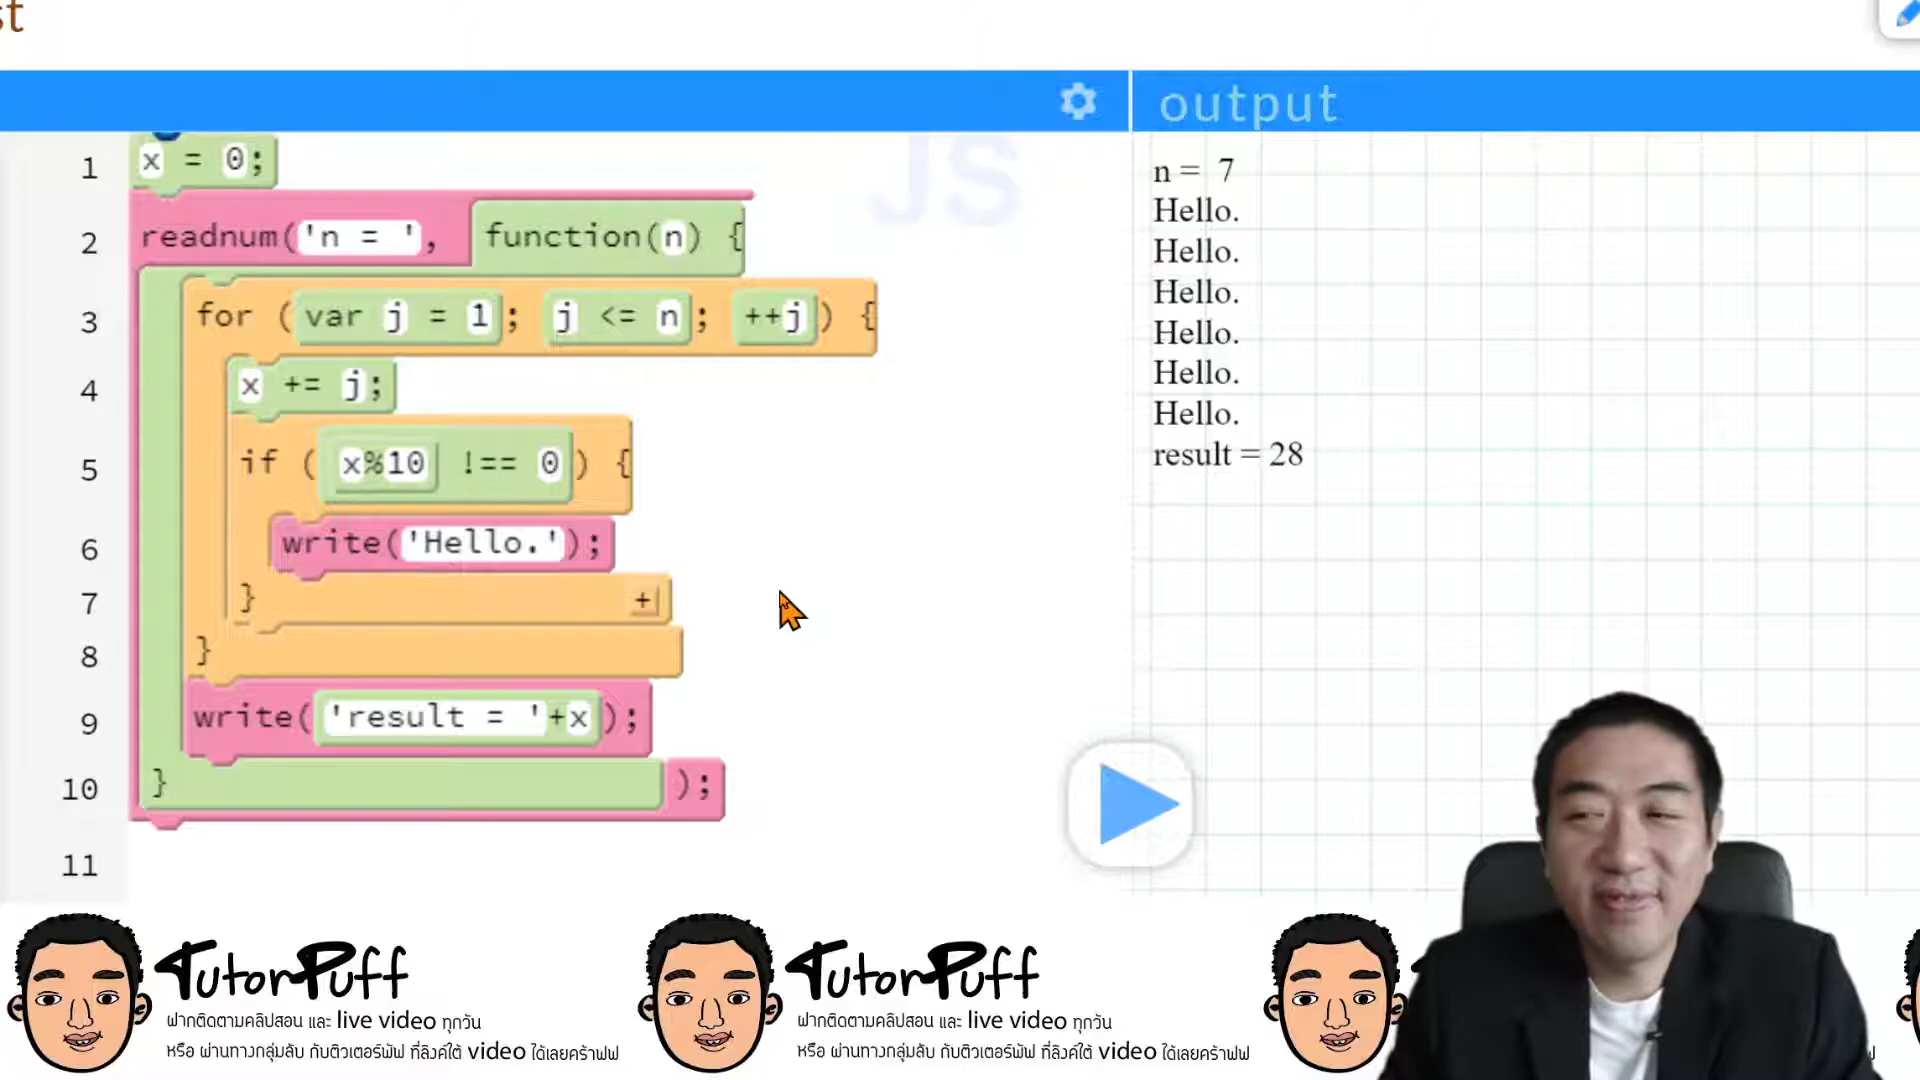 st
output
JS
1 x = 0;
2 readnum('n = ', function(n) {
3 for (var j = 1; j <= n; ++j) {
4 x += j;
5 if (x%10 !== 0) {
6 write('Hello.');
7 } +
8 }
9 write('result = '+x);
10 });
11
n = 7
Hello.
Hello.
Hello.
Hello.
Hello.
Hello.
result = 28
TutorPuff
ฝากติดตามคลิปสอน และ live video ทุกวัน
หรือ ผ่านทางกลุ่มลับ กับติวเตอร์พัฟ ที่ลิงค์ใต้ video ได้เลยคร้าฟฟ
TutorPuff
ฝากติดตามคลิปสอน และ live video ทุกวัน
หรือ ผ่านทางกลุ่มลับ กับติวเตอร์พัฟ ที่ลิงค์ใต้ video ได้เลยคร้าฟฟ